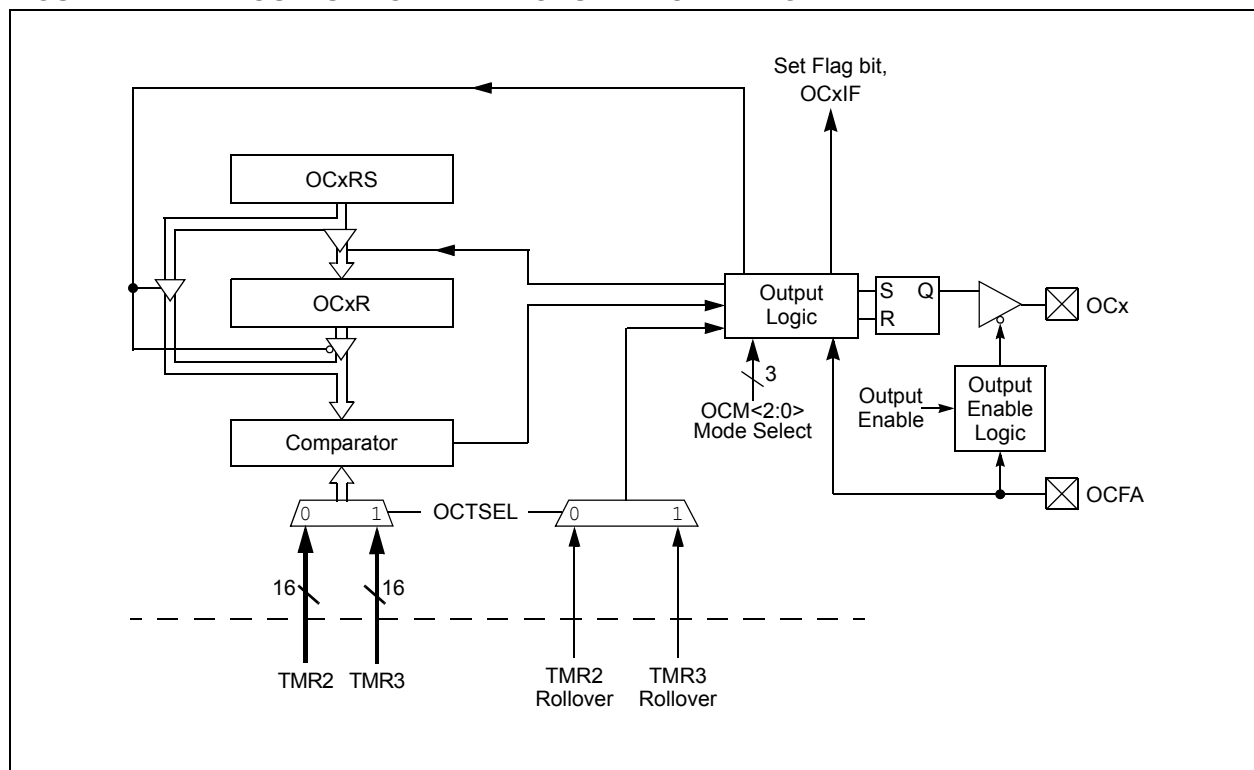 Set Flag bit,
OCxIF
OCxRS
OCxR
Output
Logic
S Q
R
OCx
3
OCM<2:0>
Mode Select
Output
Enable
Output
Enable
Logic
Comparator
OCFA
0 1
OCTSEL
0 1
16
16
TMR2
TMR3
TMR2
Rollover
TMR3
Rollover